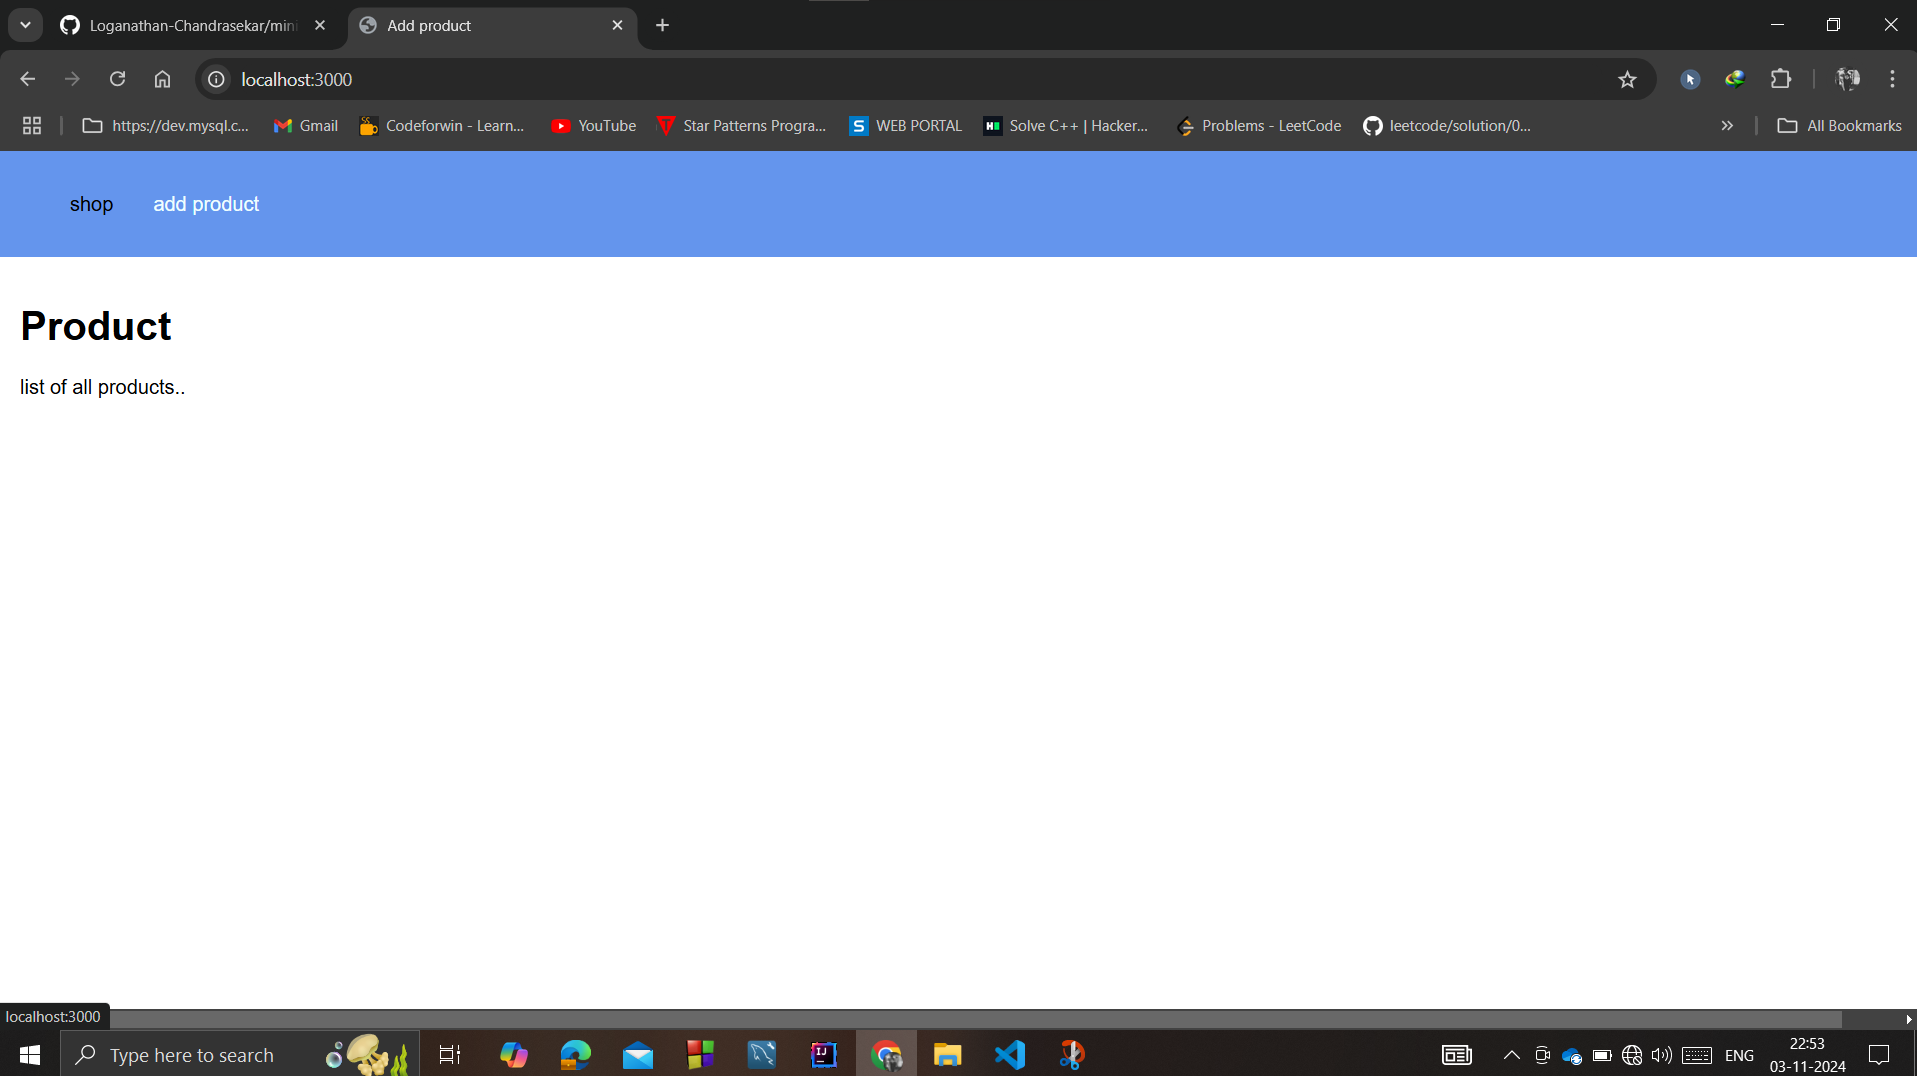 Loganathan-Chandrasekar/mini
Add product
localhost:3000
https://dev.mysql.c...
Gmail
Codeforwin - Learn...
YouTube
Star Patterns Progra...
WEB PORTAL
Solve C++ | Hacker...
Problems - LeetCode
leetcode/solution/0...
All Bookmarks
shop
add product
Product
list of all products..
localhost:3000
Type here to search
ENG
22:53
03-11-2024